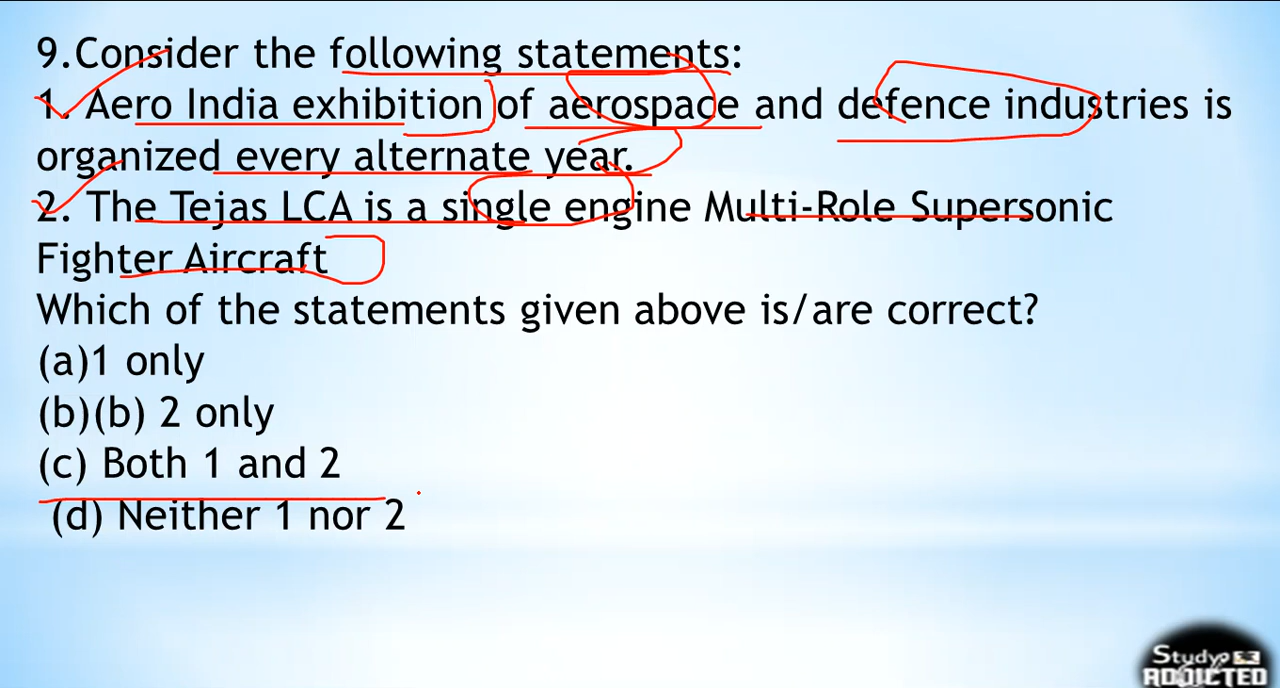 9.Consider the following statements:
1. Aero India exhibition of aerospace and defence industries is
organized every alternate year.
2. The Tejas LCA is a single engine Multi-Role Supersonic
Fighter Aircraft
Which of the statements given above is/are correct?
(a)1 only
(b)(b) 2 only
(c) Both 1 and 2
(d) Neither 1 nor 2
Study
ADDICTED